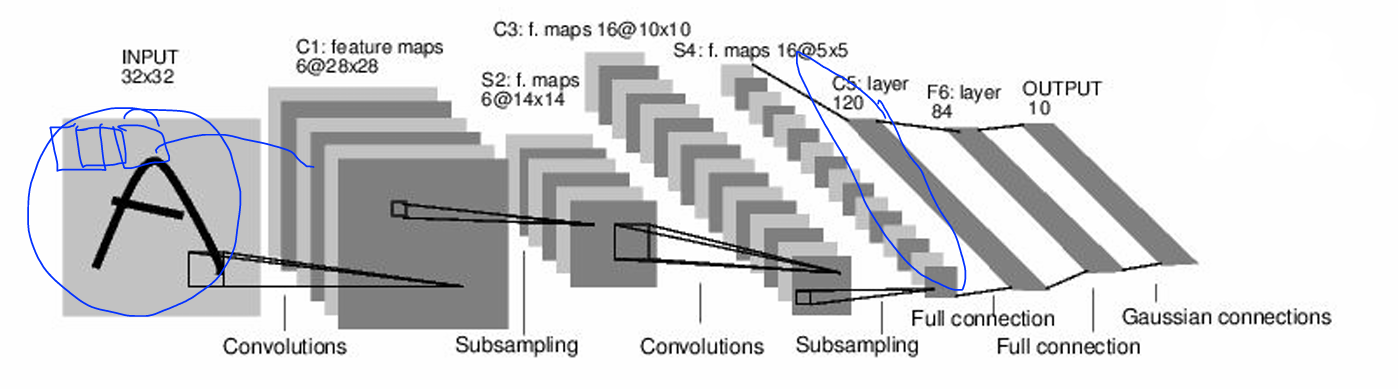 INPUT
32x32
C1: feature maps
6@28x28
S2: f. maps
6@14x14
C3: f. maps 16@10x10
S4: f. maps 16@5x5
C5: layer
120
F6: layer
84
OUTPUT
10
Convolutions
Subsampling
Convolutions
Subsampling
Full connection
Full connection
Gaussian connections
A